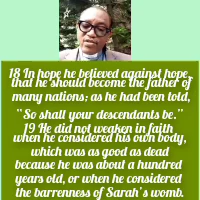 18 In hope he believed against hope,
that he should become the father of
many nations; as he had been told,
"So shall your descendants be."
19 He did not weaken in faith
when he considered his own body,
which was as good as dead
because he was about a hundred
years old, or when he considered
the barrenness of Sarah's womb.